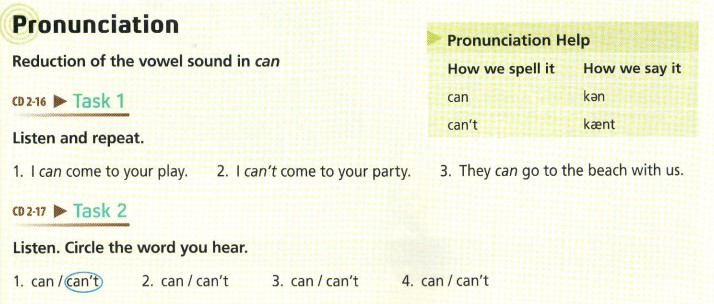 Pronunciation
Reduction of the vowel sound in can
Pronunciation Help
How we spell it How we say it
can kən
can't kænt
CD 2-16 ▶ Task 1
Listen and repeat.
1. I can come to your play. 2. I can't come to your party. 3. They can go to the beach with us.
CD 2-17 ▶ Task 2
Listen. Circle the word you hear.
1. can / can't 2. can / can't 3. can / can't 4. can / can't